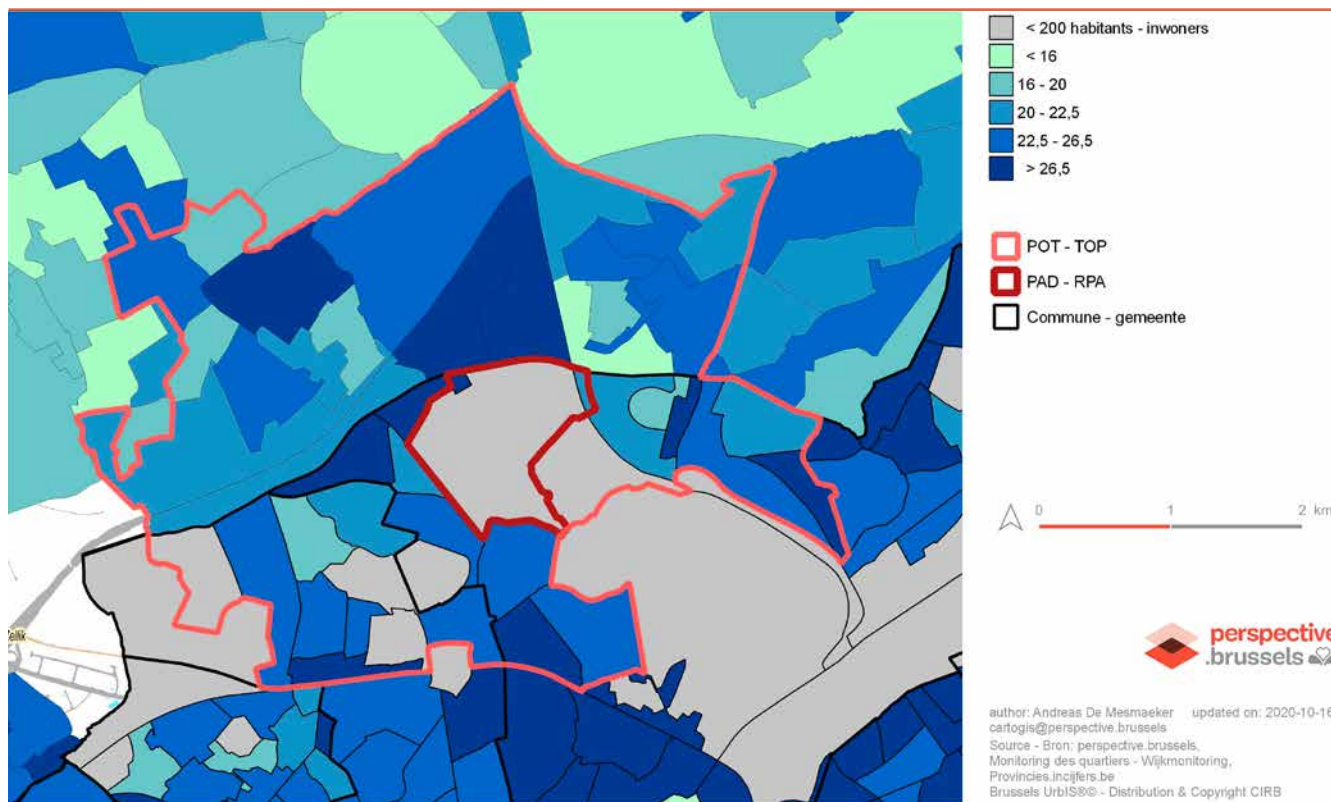 < 200 habitants - inwoners
< 16
16 - 20
20 - 22,5
22,5 - 26,5
> 26,5
POT - TOP
PAD - RPA
Commune - gemeente
0 1 2 km
perspective
.brussels
author: Andreas De Mesmaeker updated on: 2020-10-16
cartogis@perspective.brussels
Source - Bron: perspective.brussels,
Monitoring des quartiers - Wijkmonitoring,
Provincies.incijfers.be
Brussels UrbIS®© - Distribution & Copyright CIRB